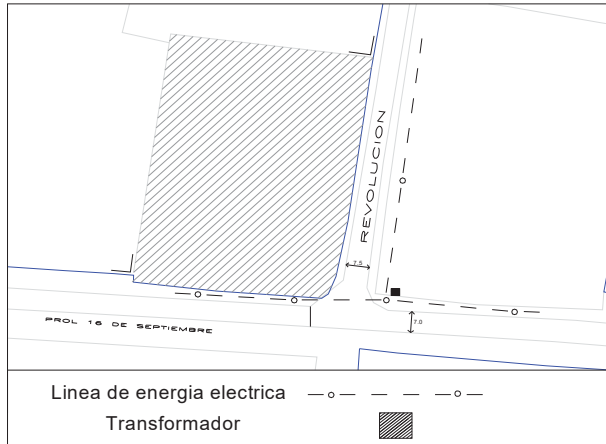 REVOLUCION
7.5
7.0
PROL 16 DE SEPTIEMBRE
Linea de energia electrica
Transformador